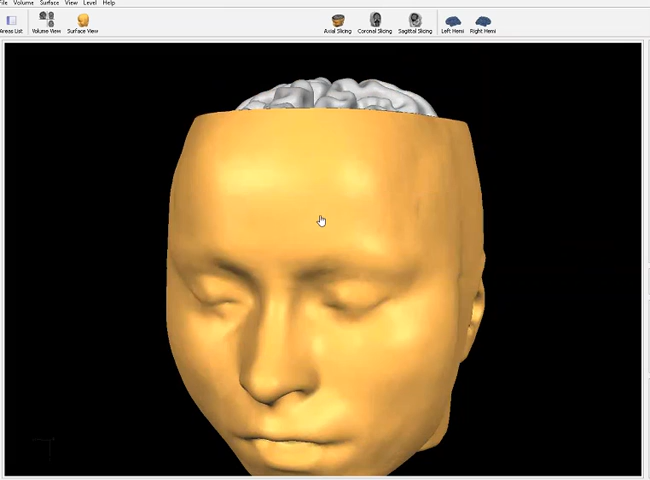 File Volume Surface View Level Help
Areas List Volume View Surface View Axial Slicing Coronal Slicing Sagittal Slicing Left Hemi Right Hemi